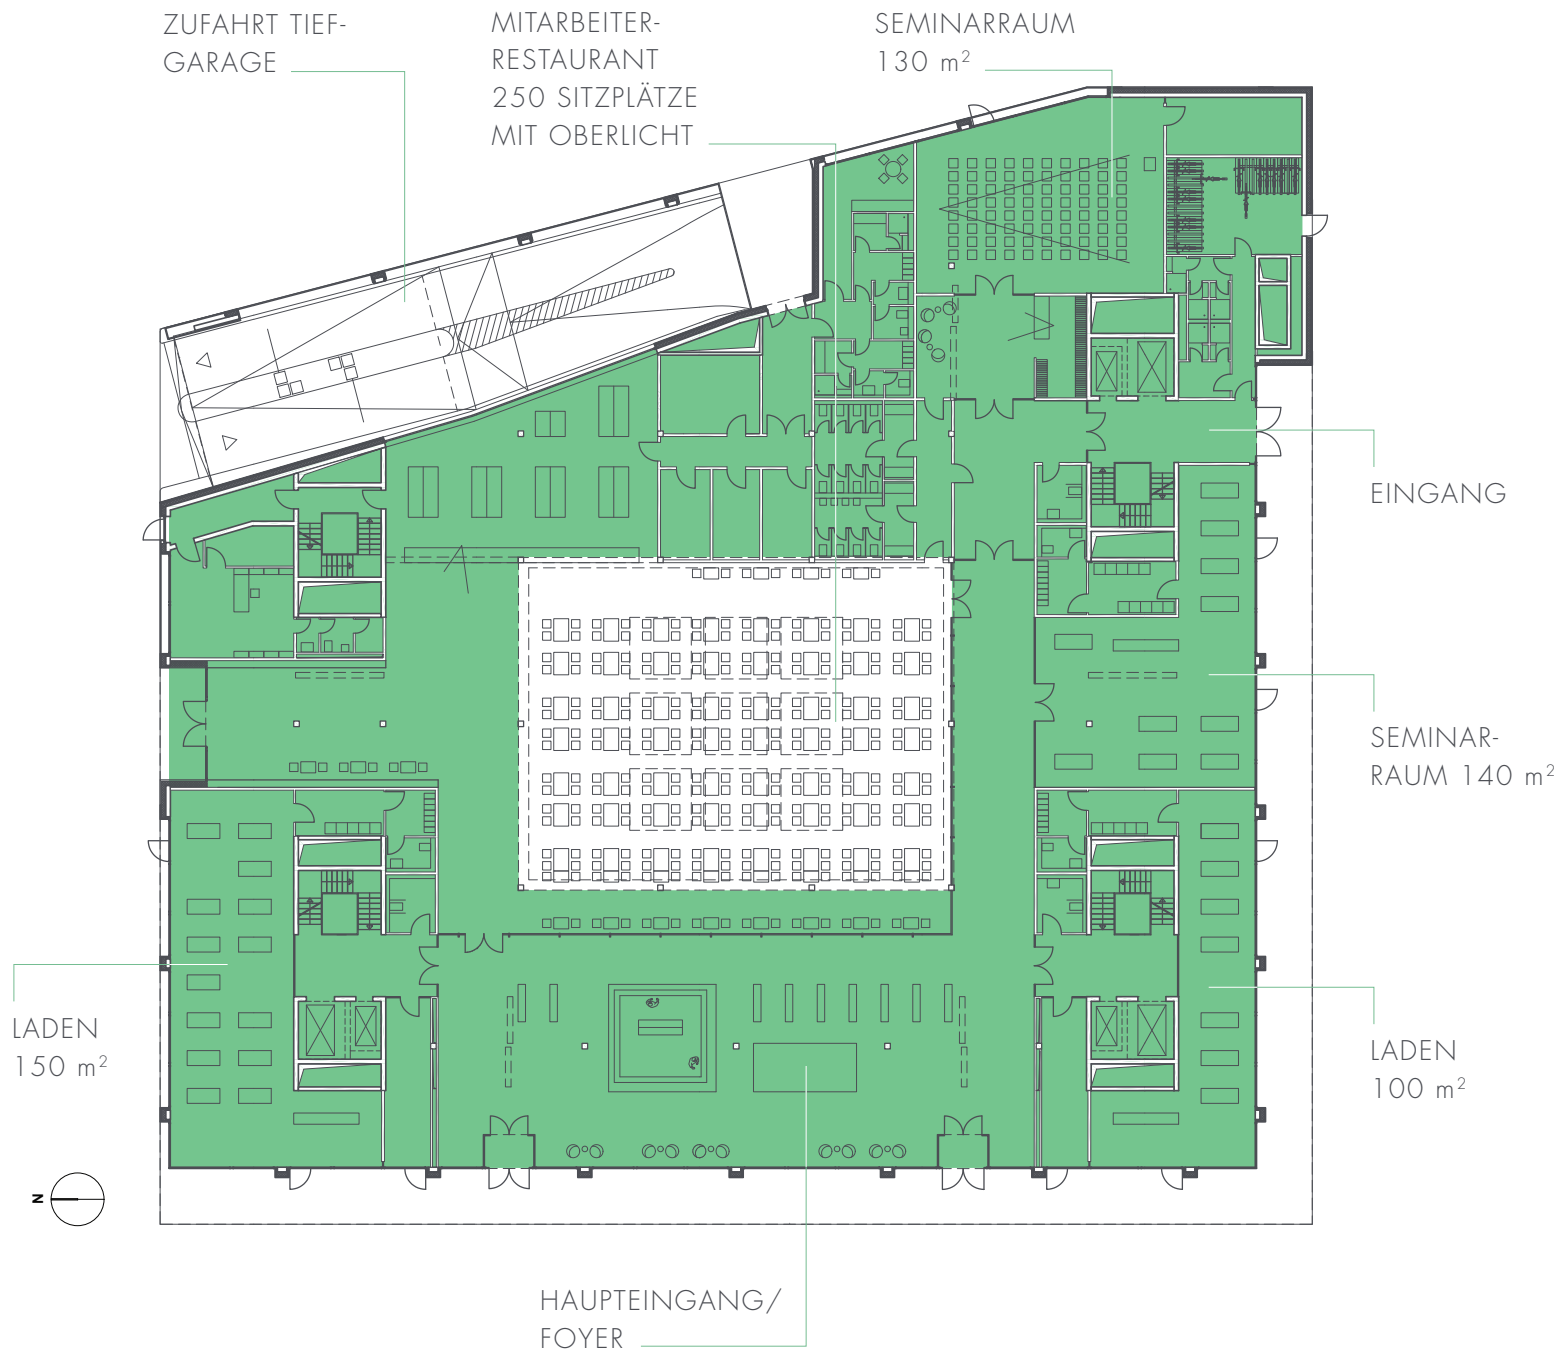 ZUFAHRT TIEF-
GARAGE
MITARBEITER-
RESTAURANT
250 SITZPLÄTZE
MIT OBERLICHT
SEMINARRAUM
130 m²
EINGANG
SEMINAR-
RAUM 140 m²
LADEN
150 m²
LADEN
100 m²
N
HAUPTEINGANG/
FOYER